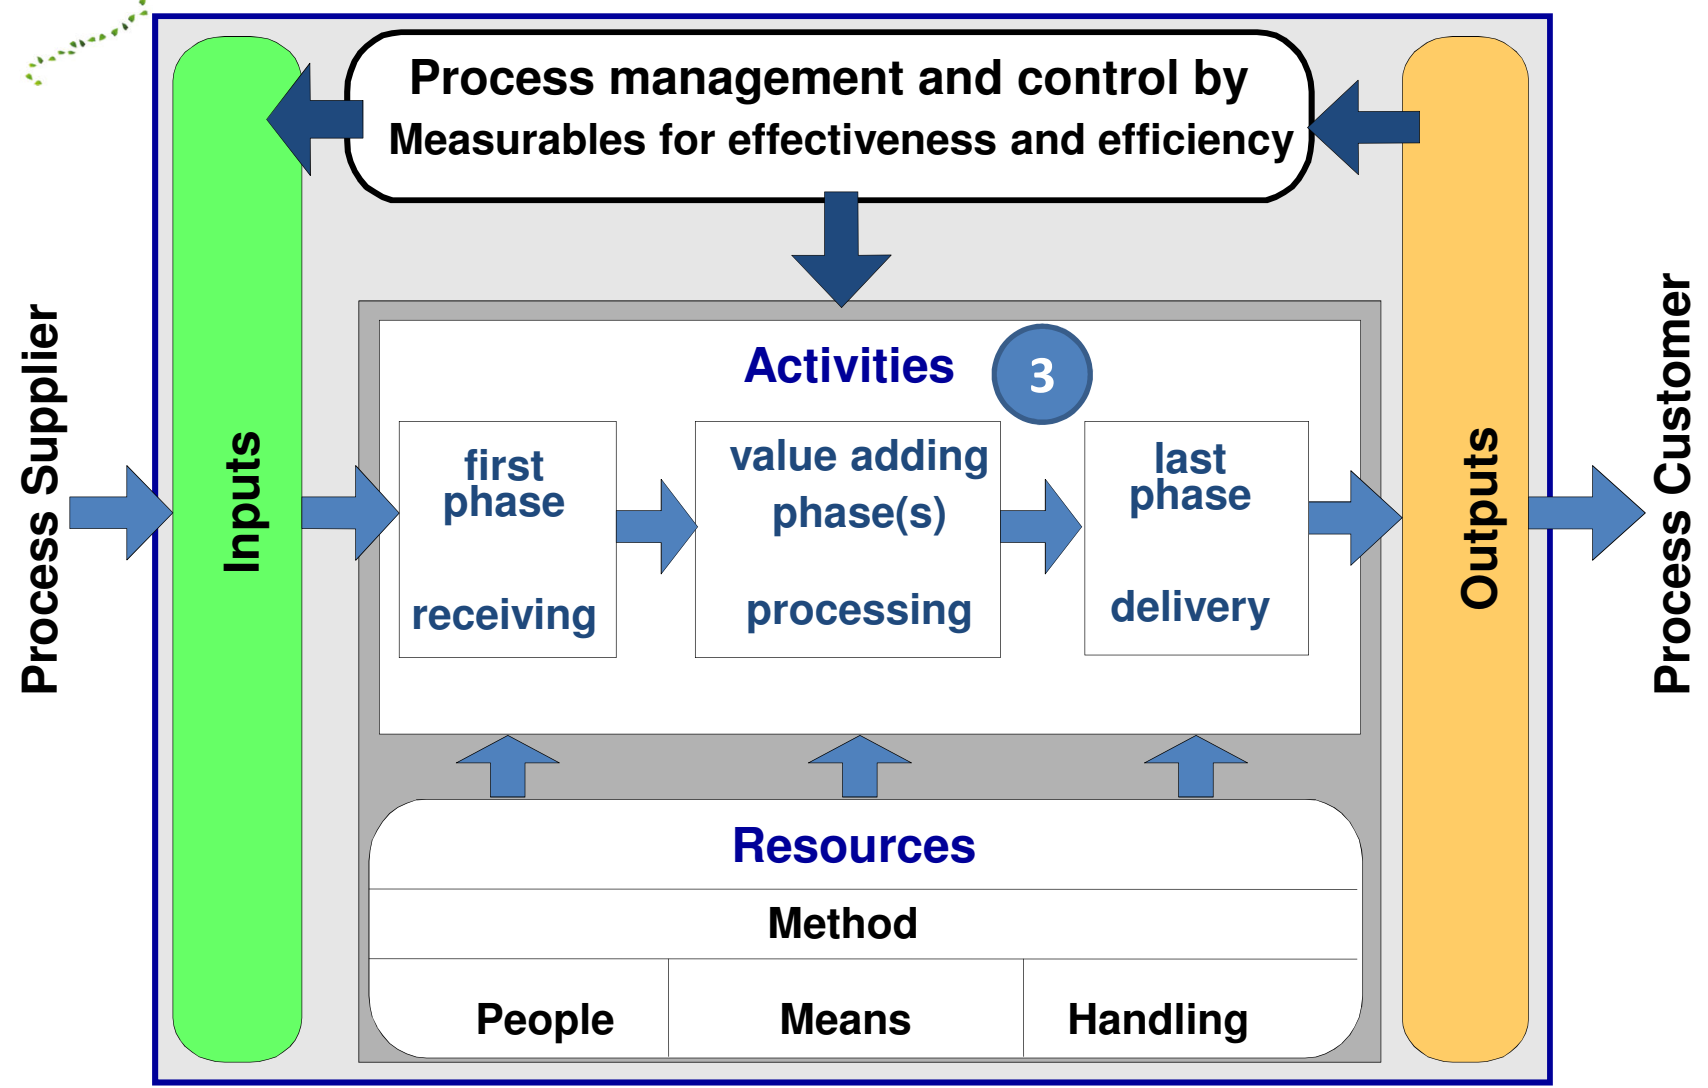 Process management and control by
Measurables for effectiveness and efficiency
Process Supplier
Inputs
Activities
3
first
phase
receiving
value adding
phase(s)
processing
last
phase
delivery
Outputs
Process Customer
Resources
Method
People
Means
Handling